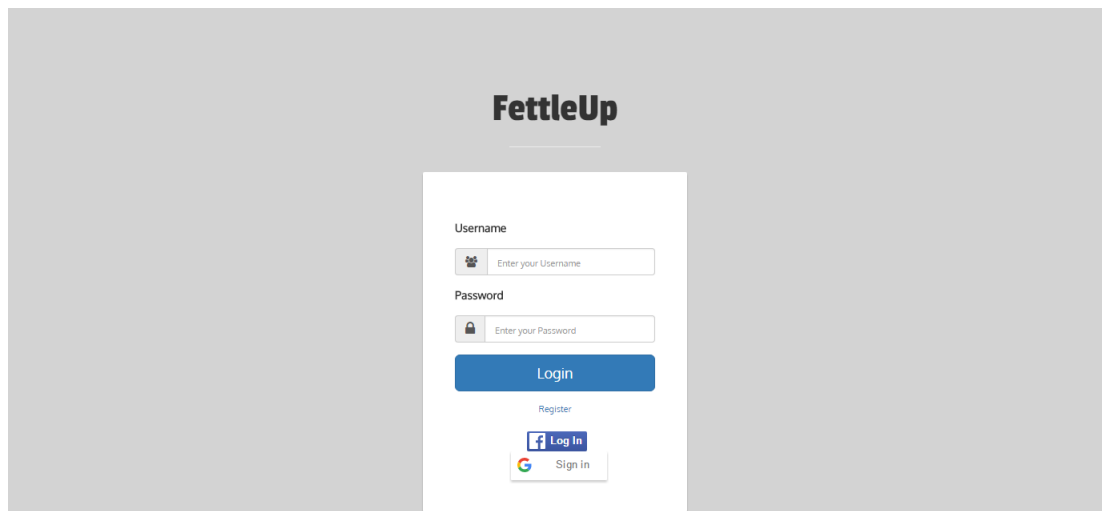 FettleUp
Username
Enter your Username
Password
Enter your Password
Login
Register
Log In
Sign in